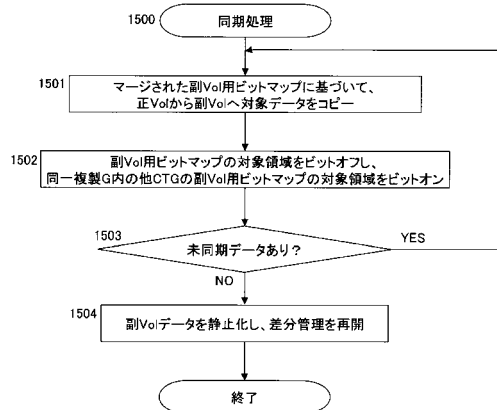 1500
同期処理
1501
マージされた副Vol用ビットマップに基づいて、
正Volから副Volへ対象データをコピー
1502
副Vol用ビットマップの対象領域をビットオフし、
同一複製G内の他CTGの副Vol用ビットマップの対象領域をビットオン
1503
未同期データあり?
YES
NO
1504
副Volデータを静止化し、差分管理を再開
終了